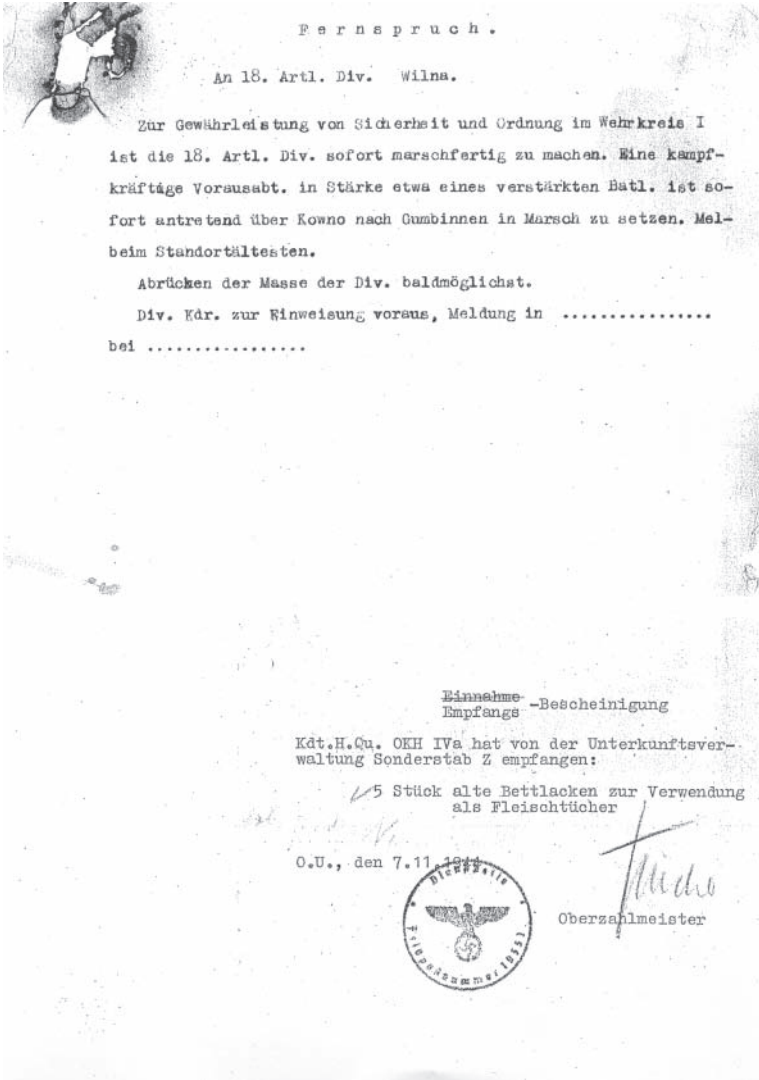 Fernspruch.
An 18. Artl. Div. Wilna.
Zur Gewährleistung von Sicherheit und Ordnung im Wehrkreis I
ist die 18. Artl. Div. sofort marschfertig zu machen. Eine kampf-
kräftige Vorausabt. in Stärke etwa eines verstärkten Batl. ist so-
fort antretend über Kowno nach Gumbinnen in Marsch zu setzen. Mel-
beim Standortältesten.
Abrücken der Masse der Div. baldmöglichst.
Div. Kdr. zur Einweisung voraus, Meldung in ................
bei .................
Einnahme
Empfangs -Bescheinigung
Kdt.H.Qu. OKH IVa hat von der Unterkunftsver-
waltung Sonderstab Z empfangen:
5 Stück alte Bettlacken zur Verwendung
als Fleischtücher
O.U., den 7.11.
Dienststelle
Feldpostnummer
Oberzahlmeister